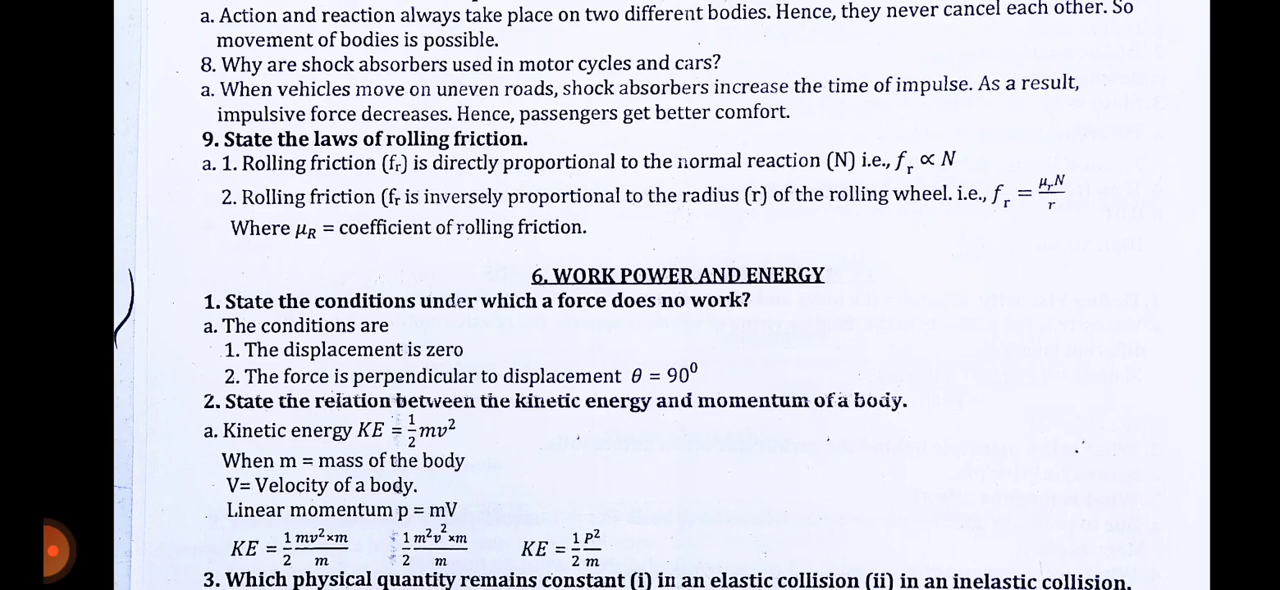 a. Action and reaction always take place on two different bodies. Hence, they never cancel each other. So
movement of bodies is possible.
8. Why are shock absorbers used in motor cycles and cars?
a. When vehicles move on uneven roads, shock absorbers increase the time of impulse. As a result,
impulsive force decreases. Hence, passengers get better comfort.
9. State the laws of rolling friction.
a. 1. Rolling friction (fᵣ) is directly proportional to the normal reaction (N) i.e., fᵣ ∝ N
2. Rolling friction (fᵣ is inversely proportional to the radius (r) of the rolling wheel. i.e., fᵣ = μᵣN/r
Where μR = coefficient of rolling friction.
6. WORK POWER AND ENERGY
1. State the conditions under which a force does no work?
a. The conditions are
1. The displacement is zero
2. The force is perpendicular to displacement θ = 90⁰
2. State the relation between the kinetic energy and momentum of a body.
a. Kinetic energy KE = 1/2 mv²
When m = mass of the body
V= Velocity of a body.
Linear momentum p = mV
KE = 1/2 mv²×m/m = 1/2 m²v²×m/m KE = 1/2 P²/m
3. Which physical quantity remains constant (i) in an elastic collision (ii) in an inelastic collision.